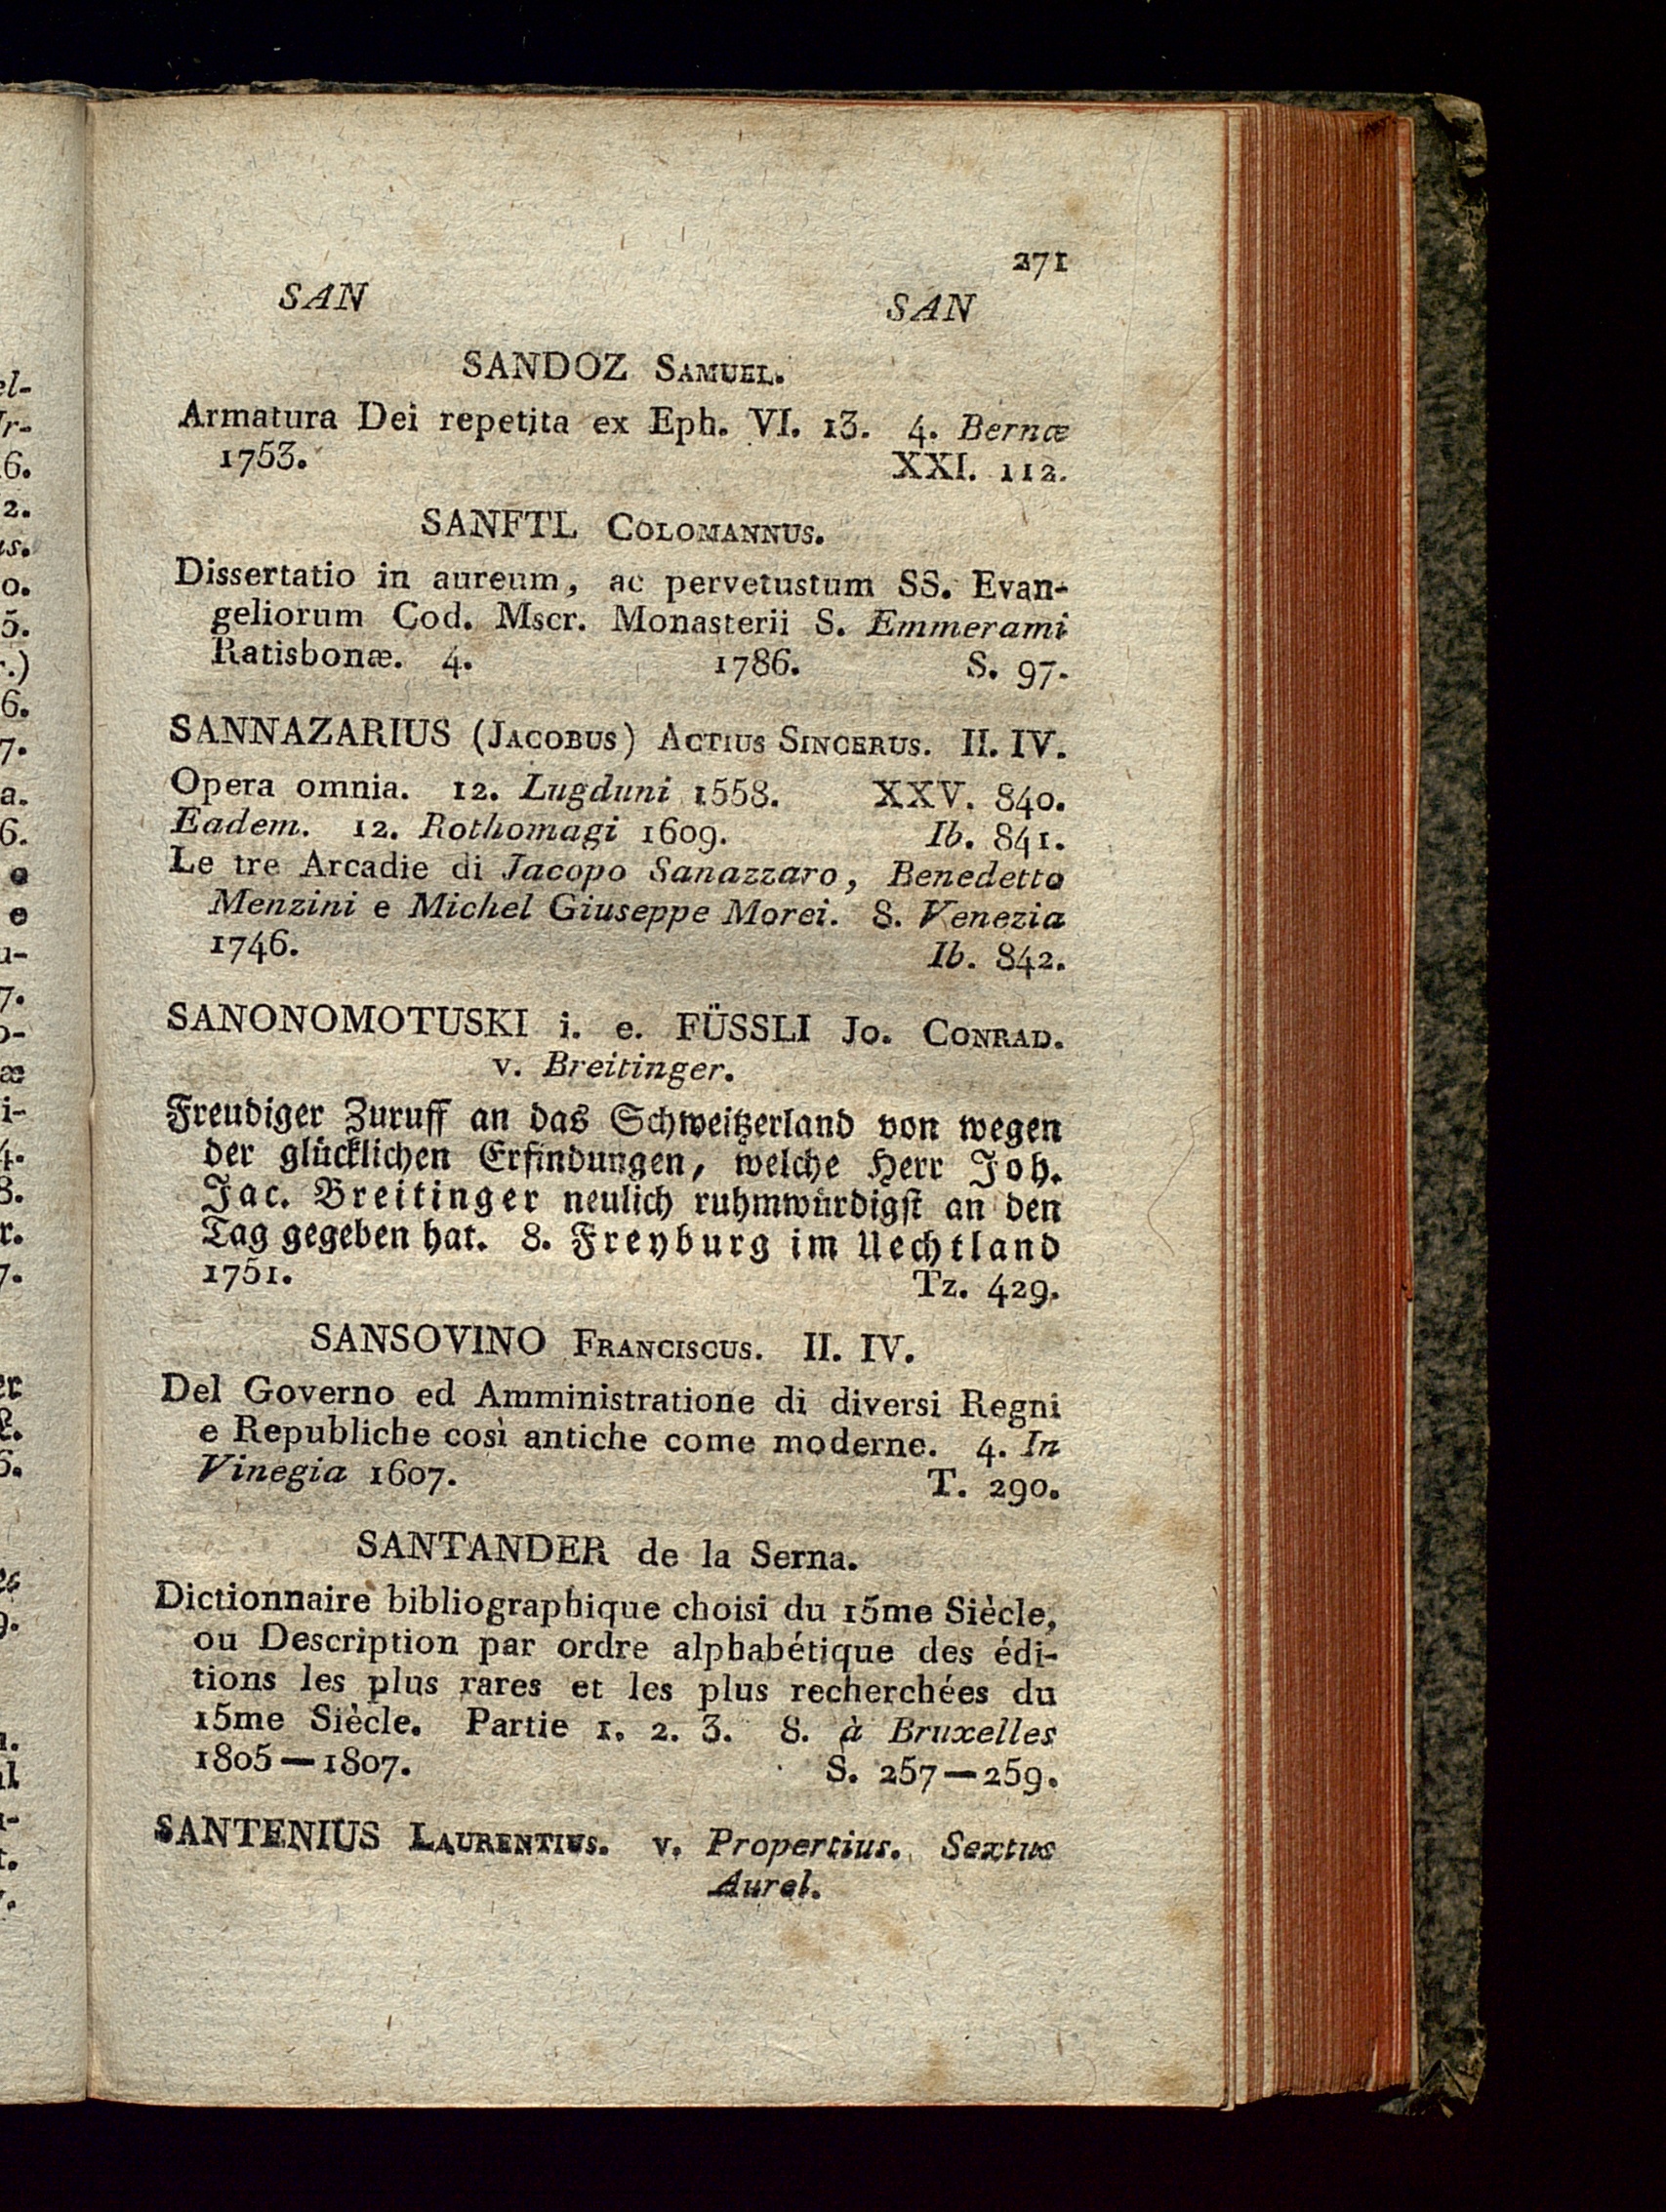 271
SAN SAN
SANDOZ SAMUEL.
Armatura Dei repetita ex Eph. VI. 13. 4. Bernæ
1753. XXI. 112.
SANFTL COLOMANNUS.
Dissertatio in aureum, ac pervetustum SS. Evan-
geliorum Cod. Mscr. Monasterii S. Emmerami
Ratisbonæ. 4. 1786. S. 97.
SANNAZARIUS (JACOBUS) ACTIUS SINCERUS. II. IV.
Opera omnia. 12. Lugduni 1558. XXV. 840.
Eadem. 12. Rothomagi 1609. Ib. 841.
Le tre Arcadie di Jacopo Sanazzaro, Benedetto
Menzini e Michel Giuseppe Morei. 8. Venezia
1746. Ib. 842.
SANONOMOTUSKI i. e. FÜSSLI Jo. CONRAD.
v. Breitinger.
Freudiger Zuruff an das Schweitzerland von wegen
der glücklichen Erfindungen, welche Herr Joh.
Jac. Breitinger neulich ruhmwürdigst an den
Tag gegeben hat. 8. Freyburg im Uechtland
1751. Tz. 429.
SANSOVINO FRANCISCUS. II. IV.
Del Governo ed Amministratione di diversi Regni
e Republiche così antiche come moderne. 4. In
Vinegia 1607. T. 290.
SANTANDER de la Serna.
Dictionnaire bibliographique choisi du 15me Siècle,
ou Description par ordre alphabétique des édi-
tions les plus rares et les plus recherchées du
15me Siècle. Partie 1. 2. 3. 8. à Bruxelles
1805—1807. S. 257—259.
SANTENIUS LAURENTIUS. v. Propertius. Sextus
Aurel.